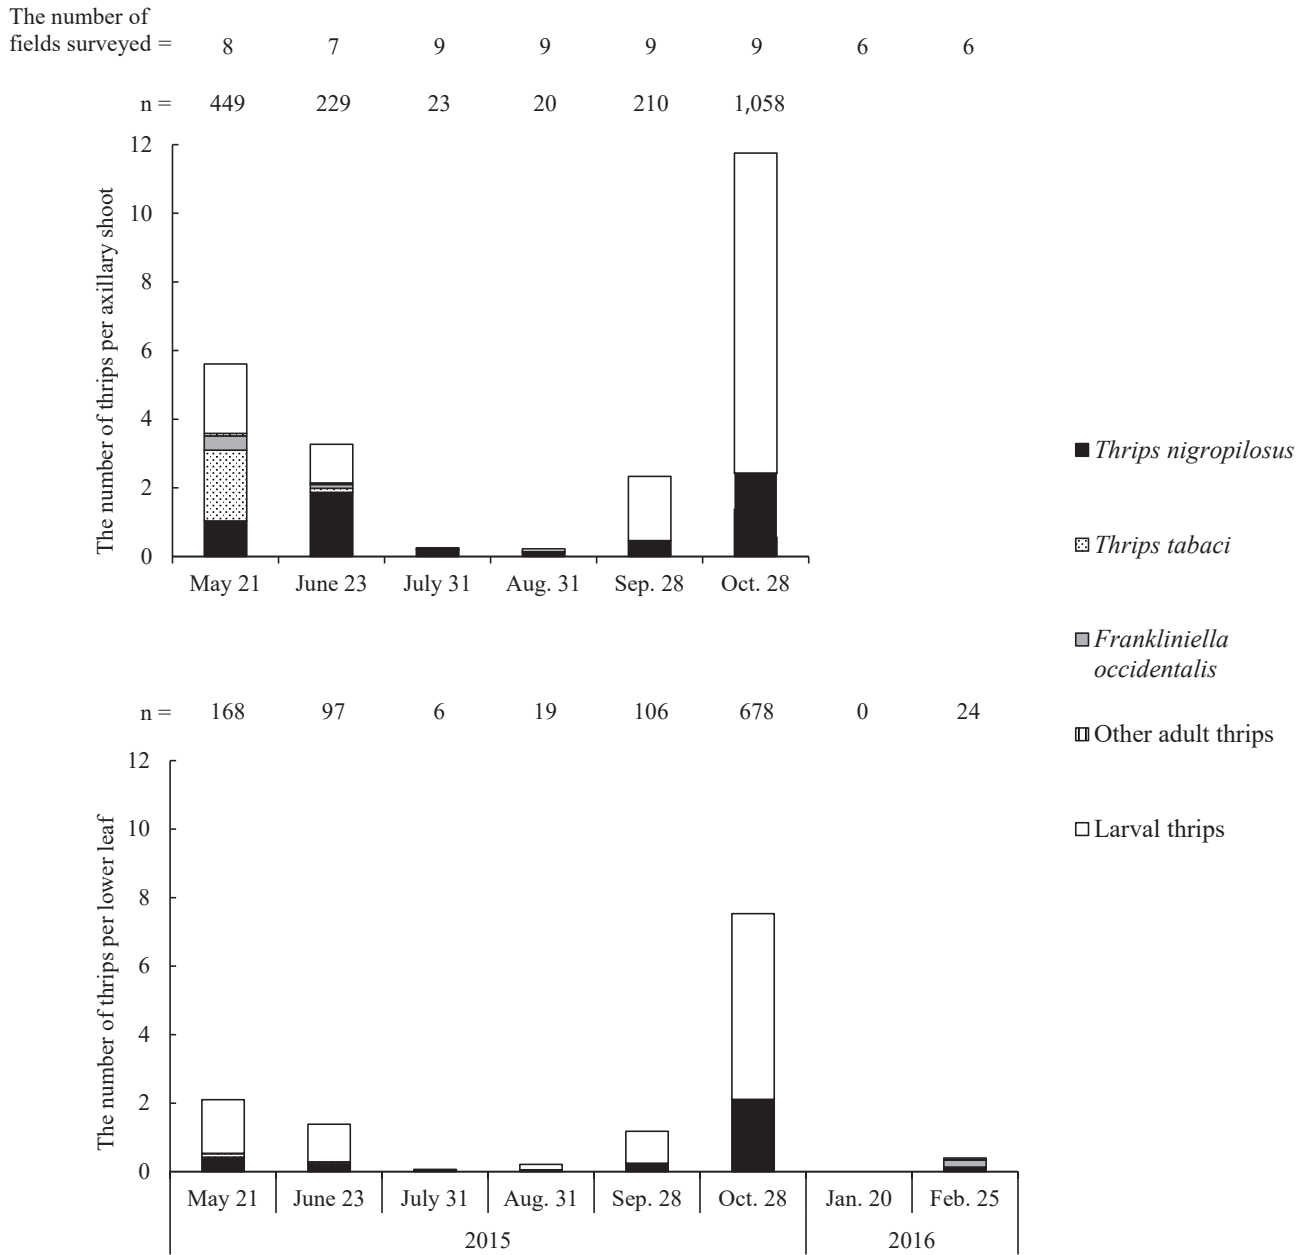 The number of
fields surveyed = 8 7 9 9 9 9 6 6
n = 449 229 23 20 210 1,058
The number of thrips per axillary shoot
12
10
8
6
4
2
0
May 21 June 23 July 31 Aug. 31 Sep. 28 Oct. 28
Thrips nigropilosus
Thrips tabaci
Frankliniella
occidentalis
Other adult thrips
Larval thrips
n = 168 97 6 19 106 678 0 24
The number of thrips per lower leaf
12
10
8
6
4
2
0
May 21 June 23 July 31 Aug. 31 Sep. 28 Oct. 28 Jan. 20 Feb. 25
2015 2016